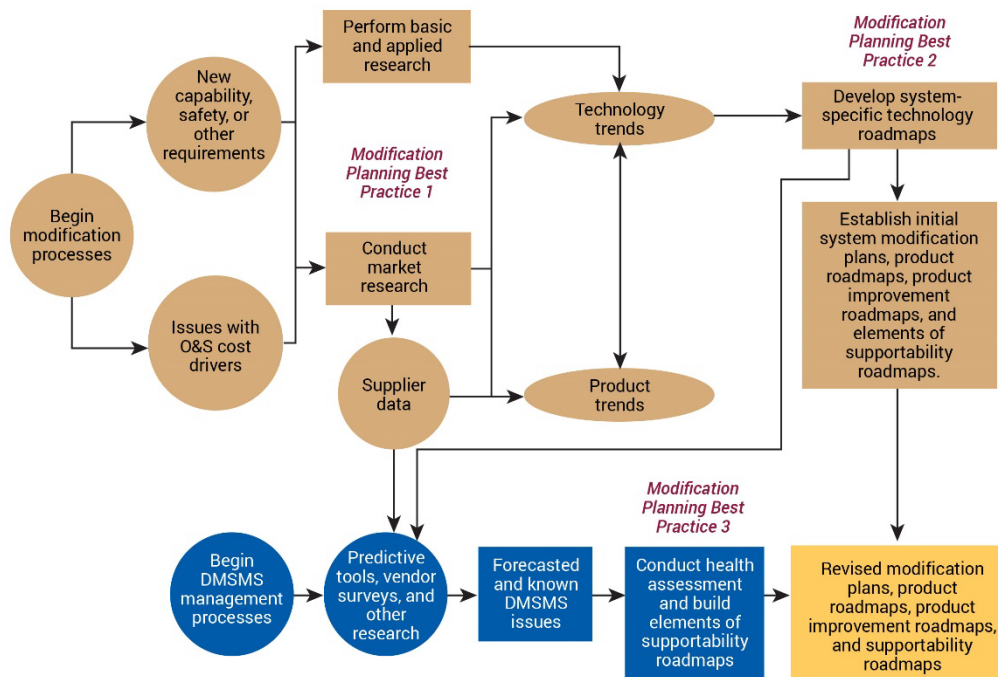 Perform basic
and applied
research
Modification
Planning Best
Practice 2
New
capability,
safety, or
other
requirements
Technology
trends
Develop system-
specific technology
roadmaps
Modification
Planning Best
Practice 1
Begin
modification
processes
Conduct
market
research
Establish initial
system modification
plans, product
roadmaps, product
improvement
roadmaps, and
elements of
supportability
roadmaps.
Issues with
O&S cost
drivers
Supplier
data
Product
trends
Modification
Planning Best
Practice 3
Begin
DMSMS
management
processes
Predictive
tools, vendor
surveys, and
other
research
Forecasted
and known
DMSMS
issues
Conduct health
assessment
and build
elements of
supportability
roadmaps
Revised modification
plans, product
roadmaps, product
improvement roadmaps,
and supportability
roadmaps